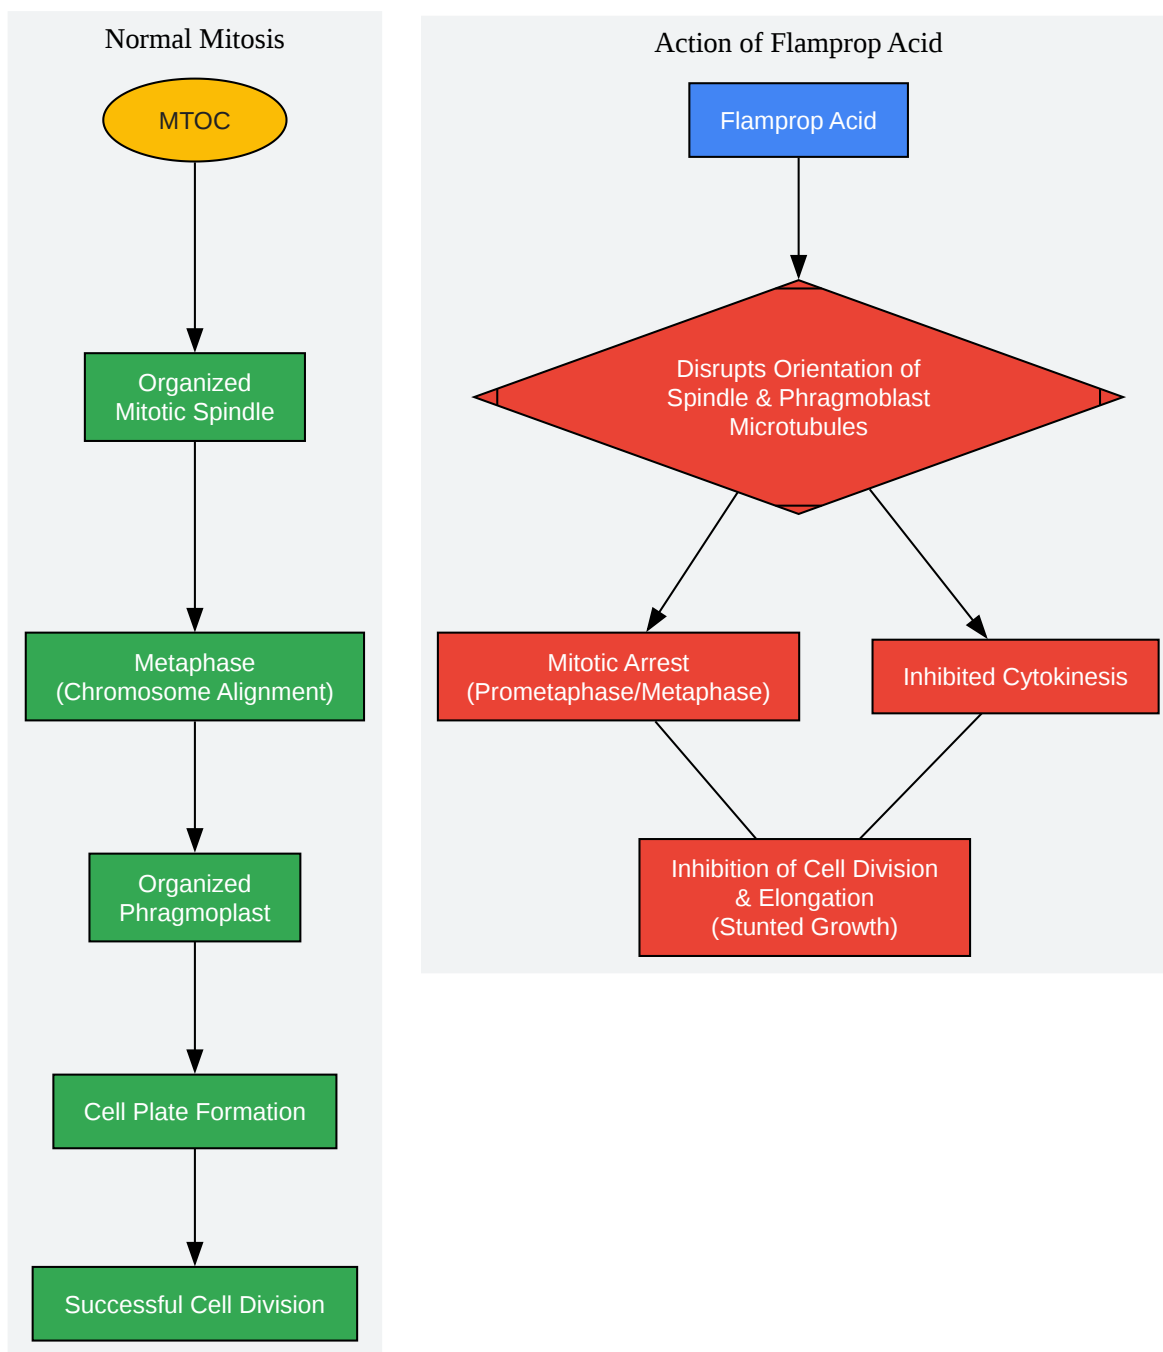 Normal Mitosis
MTOC
Organized
Mitotic Spindle
Metaphase
(Chromosome Alignment)
Organized
Phragmoplast
Cell Plate Formation
Successful Cell Division
Action of Flamprop Acid
Flamprop Acid
Disrupts Orientation of
Spindle & Phragmoblast
Microtubules
Mitotic Arrest
(Prometaphase/Metaphase)
Inhibited Cytokinesis
Inhibition of Cell Division
& Elongation
(Stunted Growth)